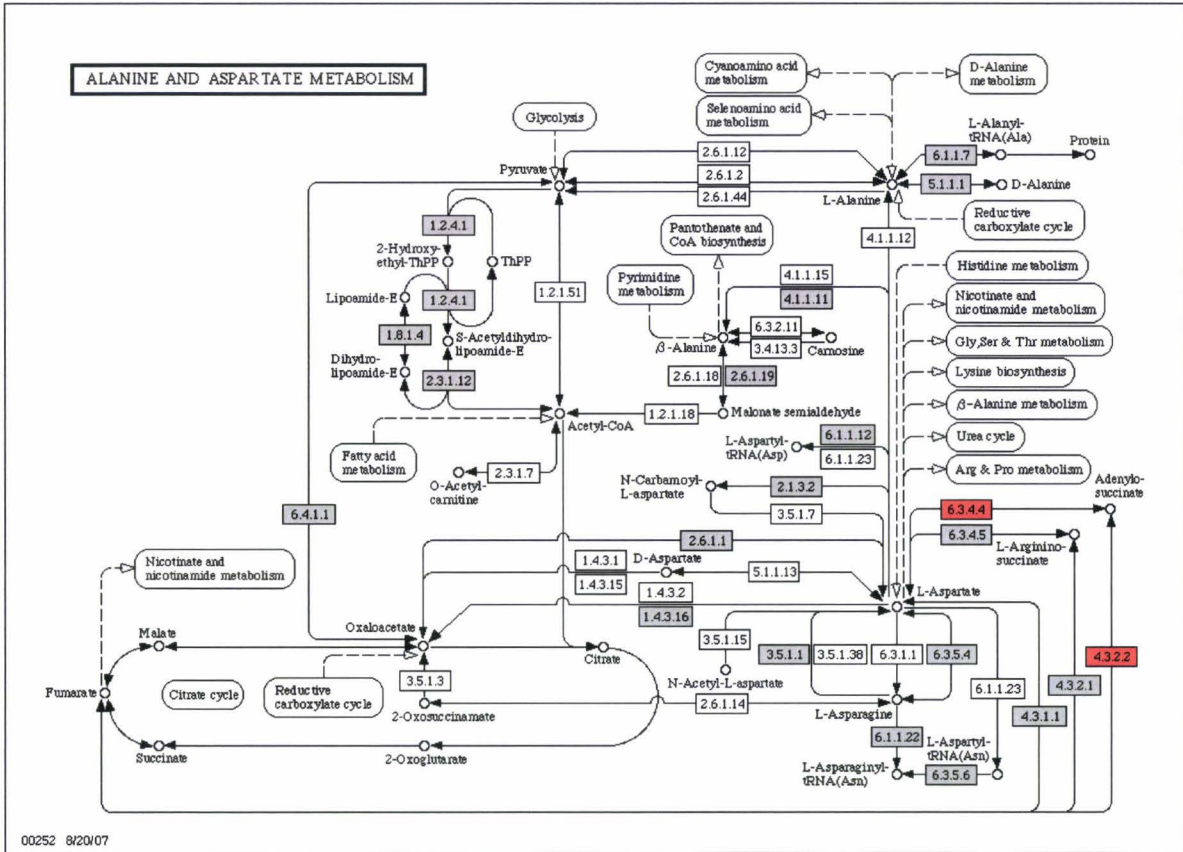 ALANINE AND ASPARTATE METABOLISM
Cyanoamino acid
metabolism
D-Alanine
metabolism
Selenoamino acid
metabolism
Glycolysis
L-Alanyl-
tRNA(Ala)
Protein
2.6.1.12
6.1.1.7
Pyruvate
2.6.1.2
5.1.1.1
D-Alanine
2.6.1.44
L-Alanine
1.2.4.1
Pantothenate and
CoA biosynthesis
4.1.1.12
Reductive
carboxylate cycle
2-Hydroxy-
ethyl-ThPP
ThPP
Pyrimidine
metabolism
4.1.1.15
Histidine metabolism
1.2.1.51
4.1.1.11
Lipoamide-E
1.2.4.1
Nicotinate and
nicotinamide metabolism
1.8.1.4
S-Acetyldihydro-
lipoamide-E
6.3.2.11
β-Alanine
3.4.13.3
Carnosine
Gly,Ser & Thr metabolism
Dihydro-
lipoamide-E
2.3.1.12
2.6.1.18
2.6.1.19
Lysine biosynthesis
1.2.1.18
Malonate semialdehyde
β-Alanine metabolism
Acetyl-CoA
Fatty acid
metabolism
L-Aspartyl-
tRNA(Asp)
6.1.1.12
6.1.1.23
Urea cycle
Arg & Pro metabolism
2.3.1.7
O-Acetyl-
carnitine
N-Carbamoyl-
L-aspartate
2.1.3.2
3.5.1.7
Adenylo-
succinate
6.4.1.1
6.3.4.4
6.3.4.5
L-Arginino-
succinate
2.6.1.1
Nicotinate and
nicotinamide metabolism
1.4.3.1
1.4.3.15
D-Aspartate
5.1.1.13
1.4.3.2
1.4.3.16
L-Aspartate
Malate
Oxaloacetate
Citrate
3.5.1.15
3.5.1.1
3.5.1.38
6.3.1.1
6.3.5.4
4.3.2.2
Fumarate
Citrate cycle
Reductive
carboxylate cycle
3.5.1.3
N-Acetyl-L-aspartate
6.1.1.23
4.3.2.1
2-Oxosuccinamate
2.6.1.14
L-Asparagine
4.3.1.1
6.1.1.22
L-Aspartyl-
tRNA(Asn)
Succinate
2-Oxoglutarate
L-Asparaginyl-
tRNA(Asn)
6.3.5.6
00252 8/20/07